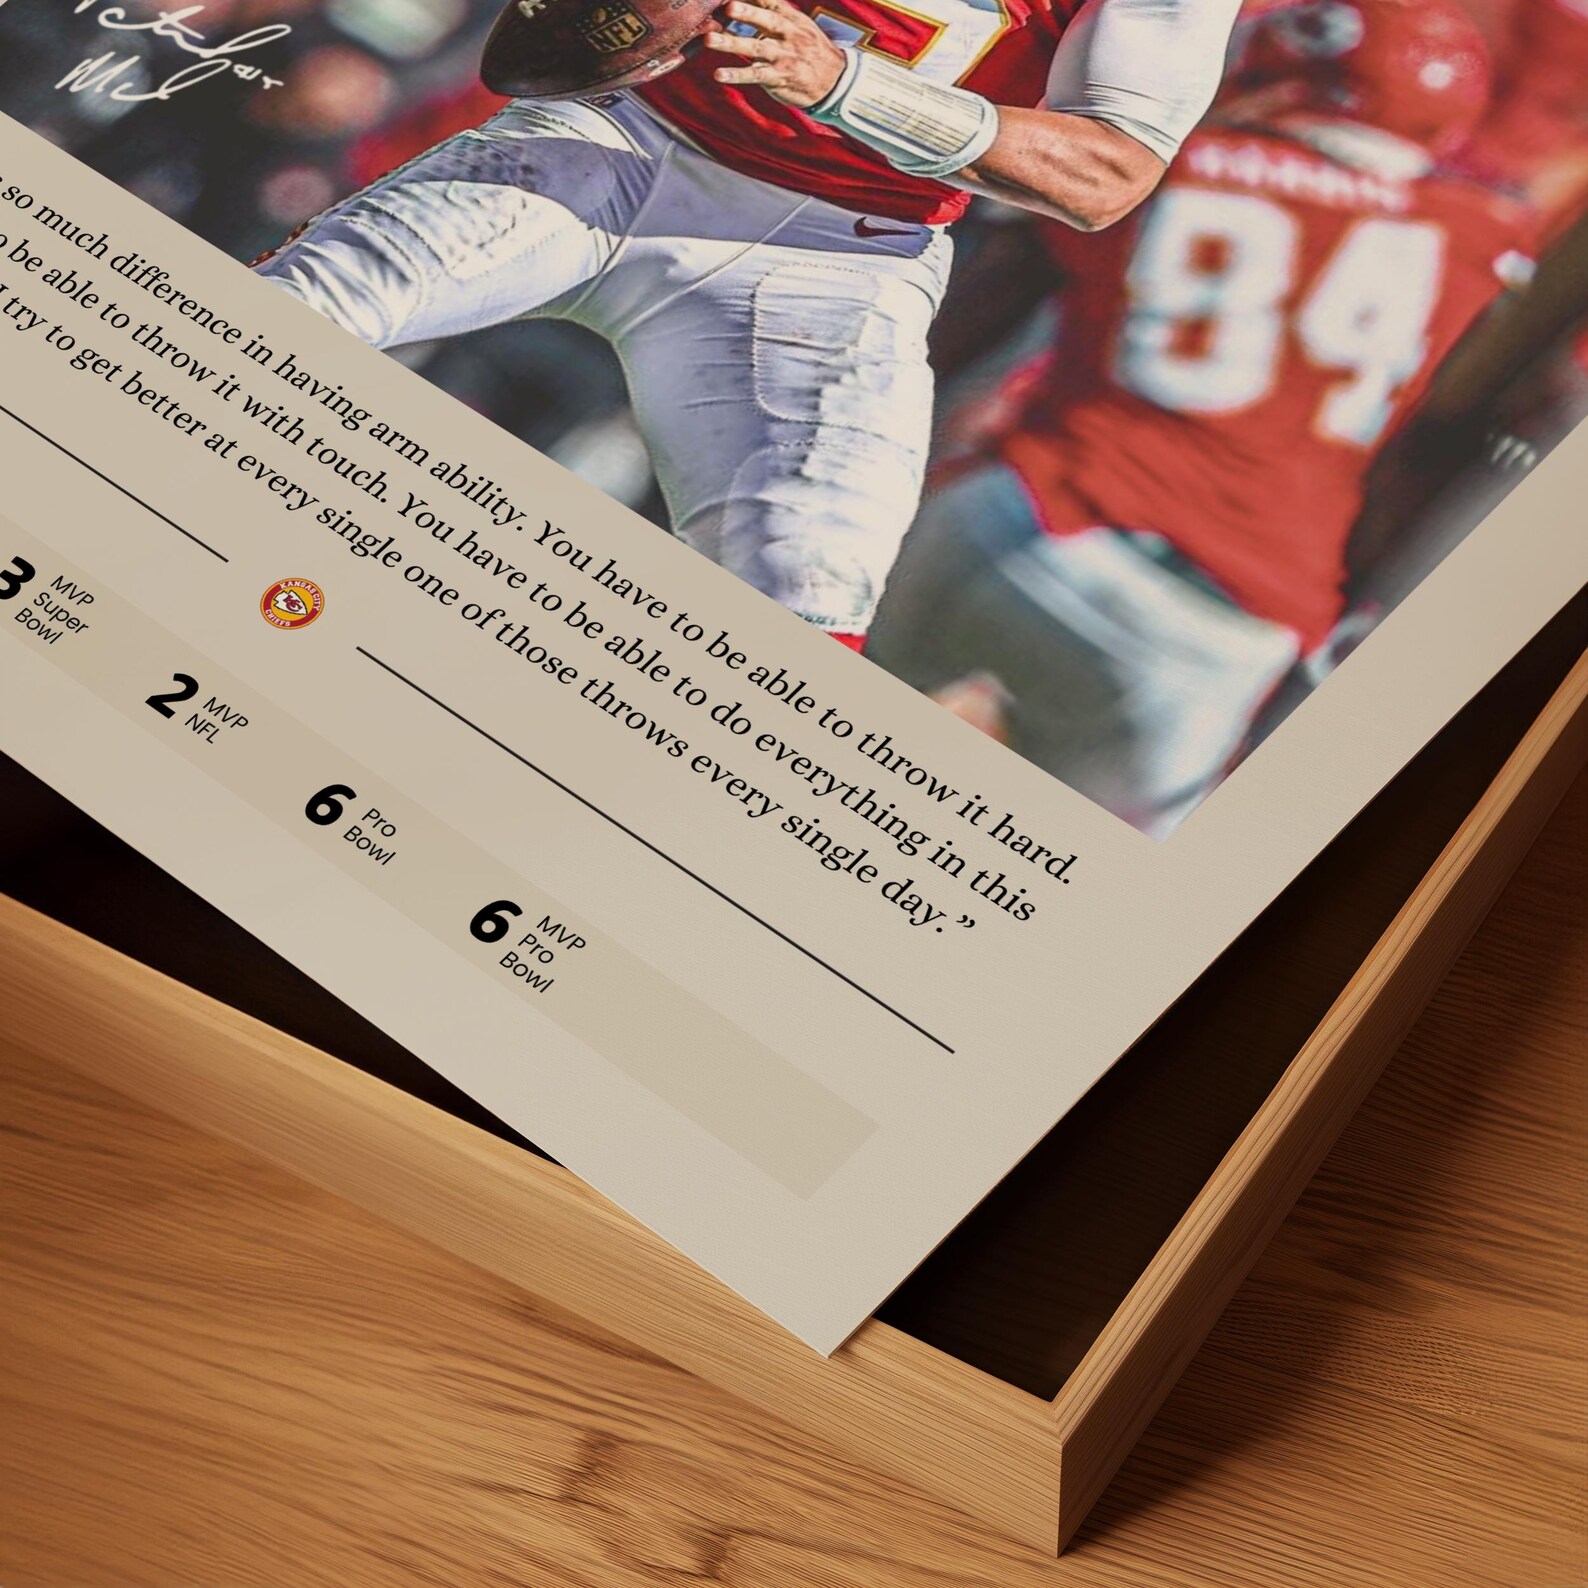 NFL
84
so much difference in having arm ability. You have to be able to throw it hard.
be able to throw it with touch. You have to be able to do everything in this
I try to get better at every single one of those throws every single day.”
KANSAS CITY
KC
CHIEFS
3 MVP
Super
Bowl
2 MVP
NFL
6 Pro
Bowl
6 MVP
Pro
Bowl